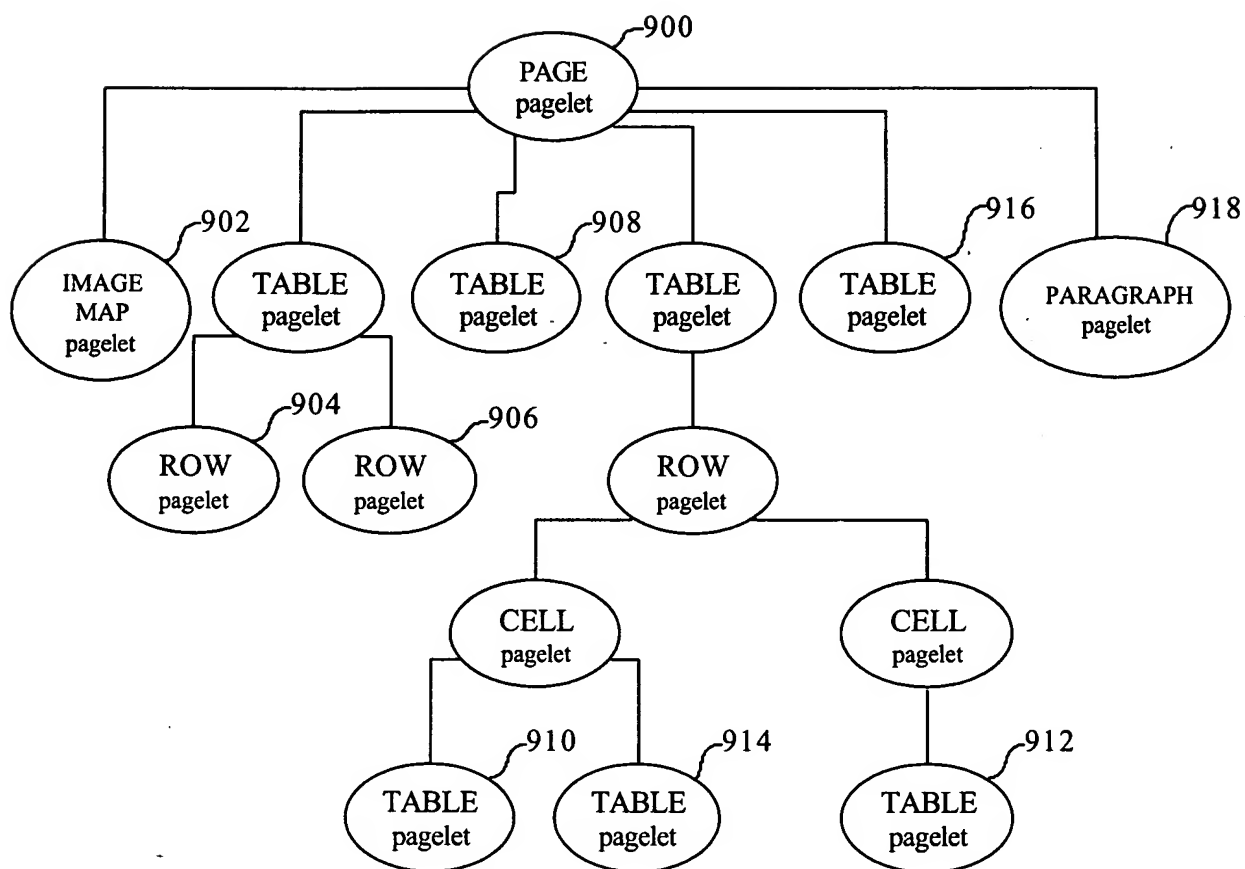 900
PAGE
pagelet
902
908
916
918
IMAGE
MAP
pagelet
TABLE
pagelet
TABLE
pagelet
TABLE
pagelet
TABLE
pagelet
PARAGRAPH
pagelet
904
906
ROW
pagelet
ROW
pagelet
ROW
pagelet
CELL
pagelet
CELL
pagelet
910
914
912
TABLE
pagelet
TABLE
pagelet
TABLE
pagelet